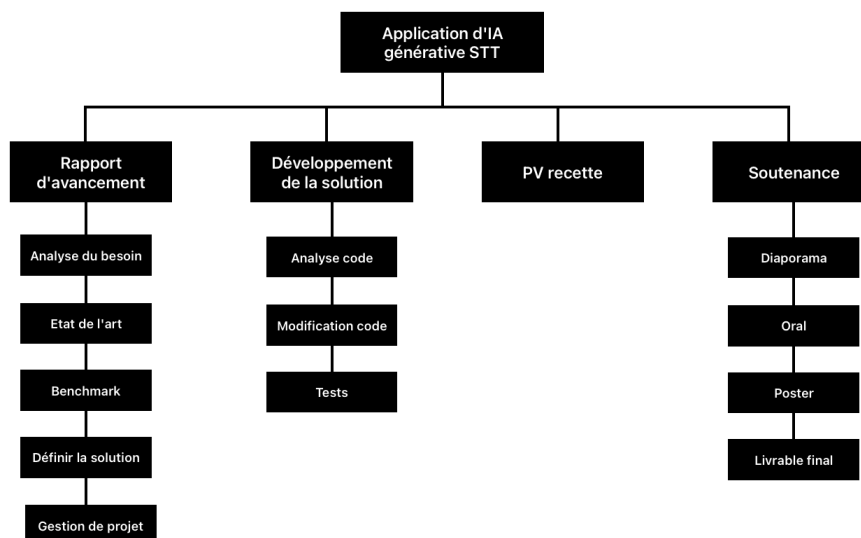 Application d'IA
générative STT
Rapport
d'avancement
Développement
de la solution
PV recette
Soutenance
Analyse du besoin
Etat de l'art
Benchmark
Définir la solution
Gestion de projet
Analyse code
Modification code
Tests
Diaporama
Oral
Poster
Livrable final